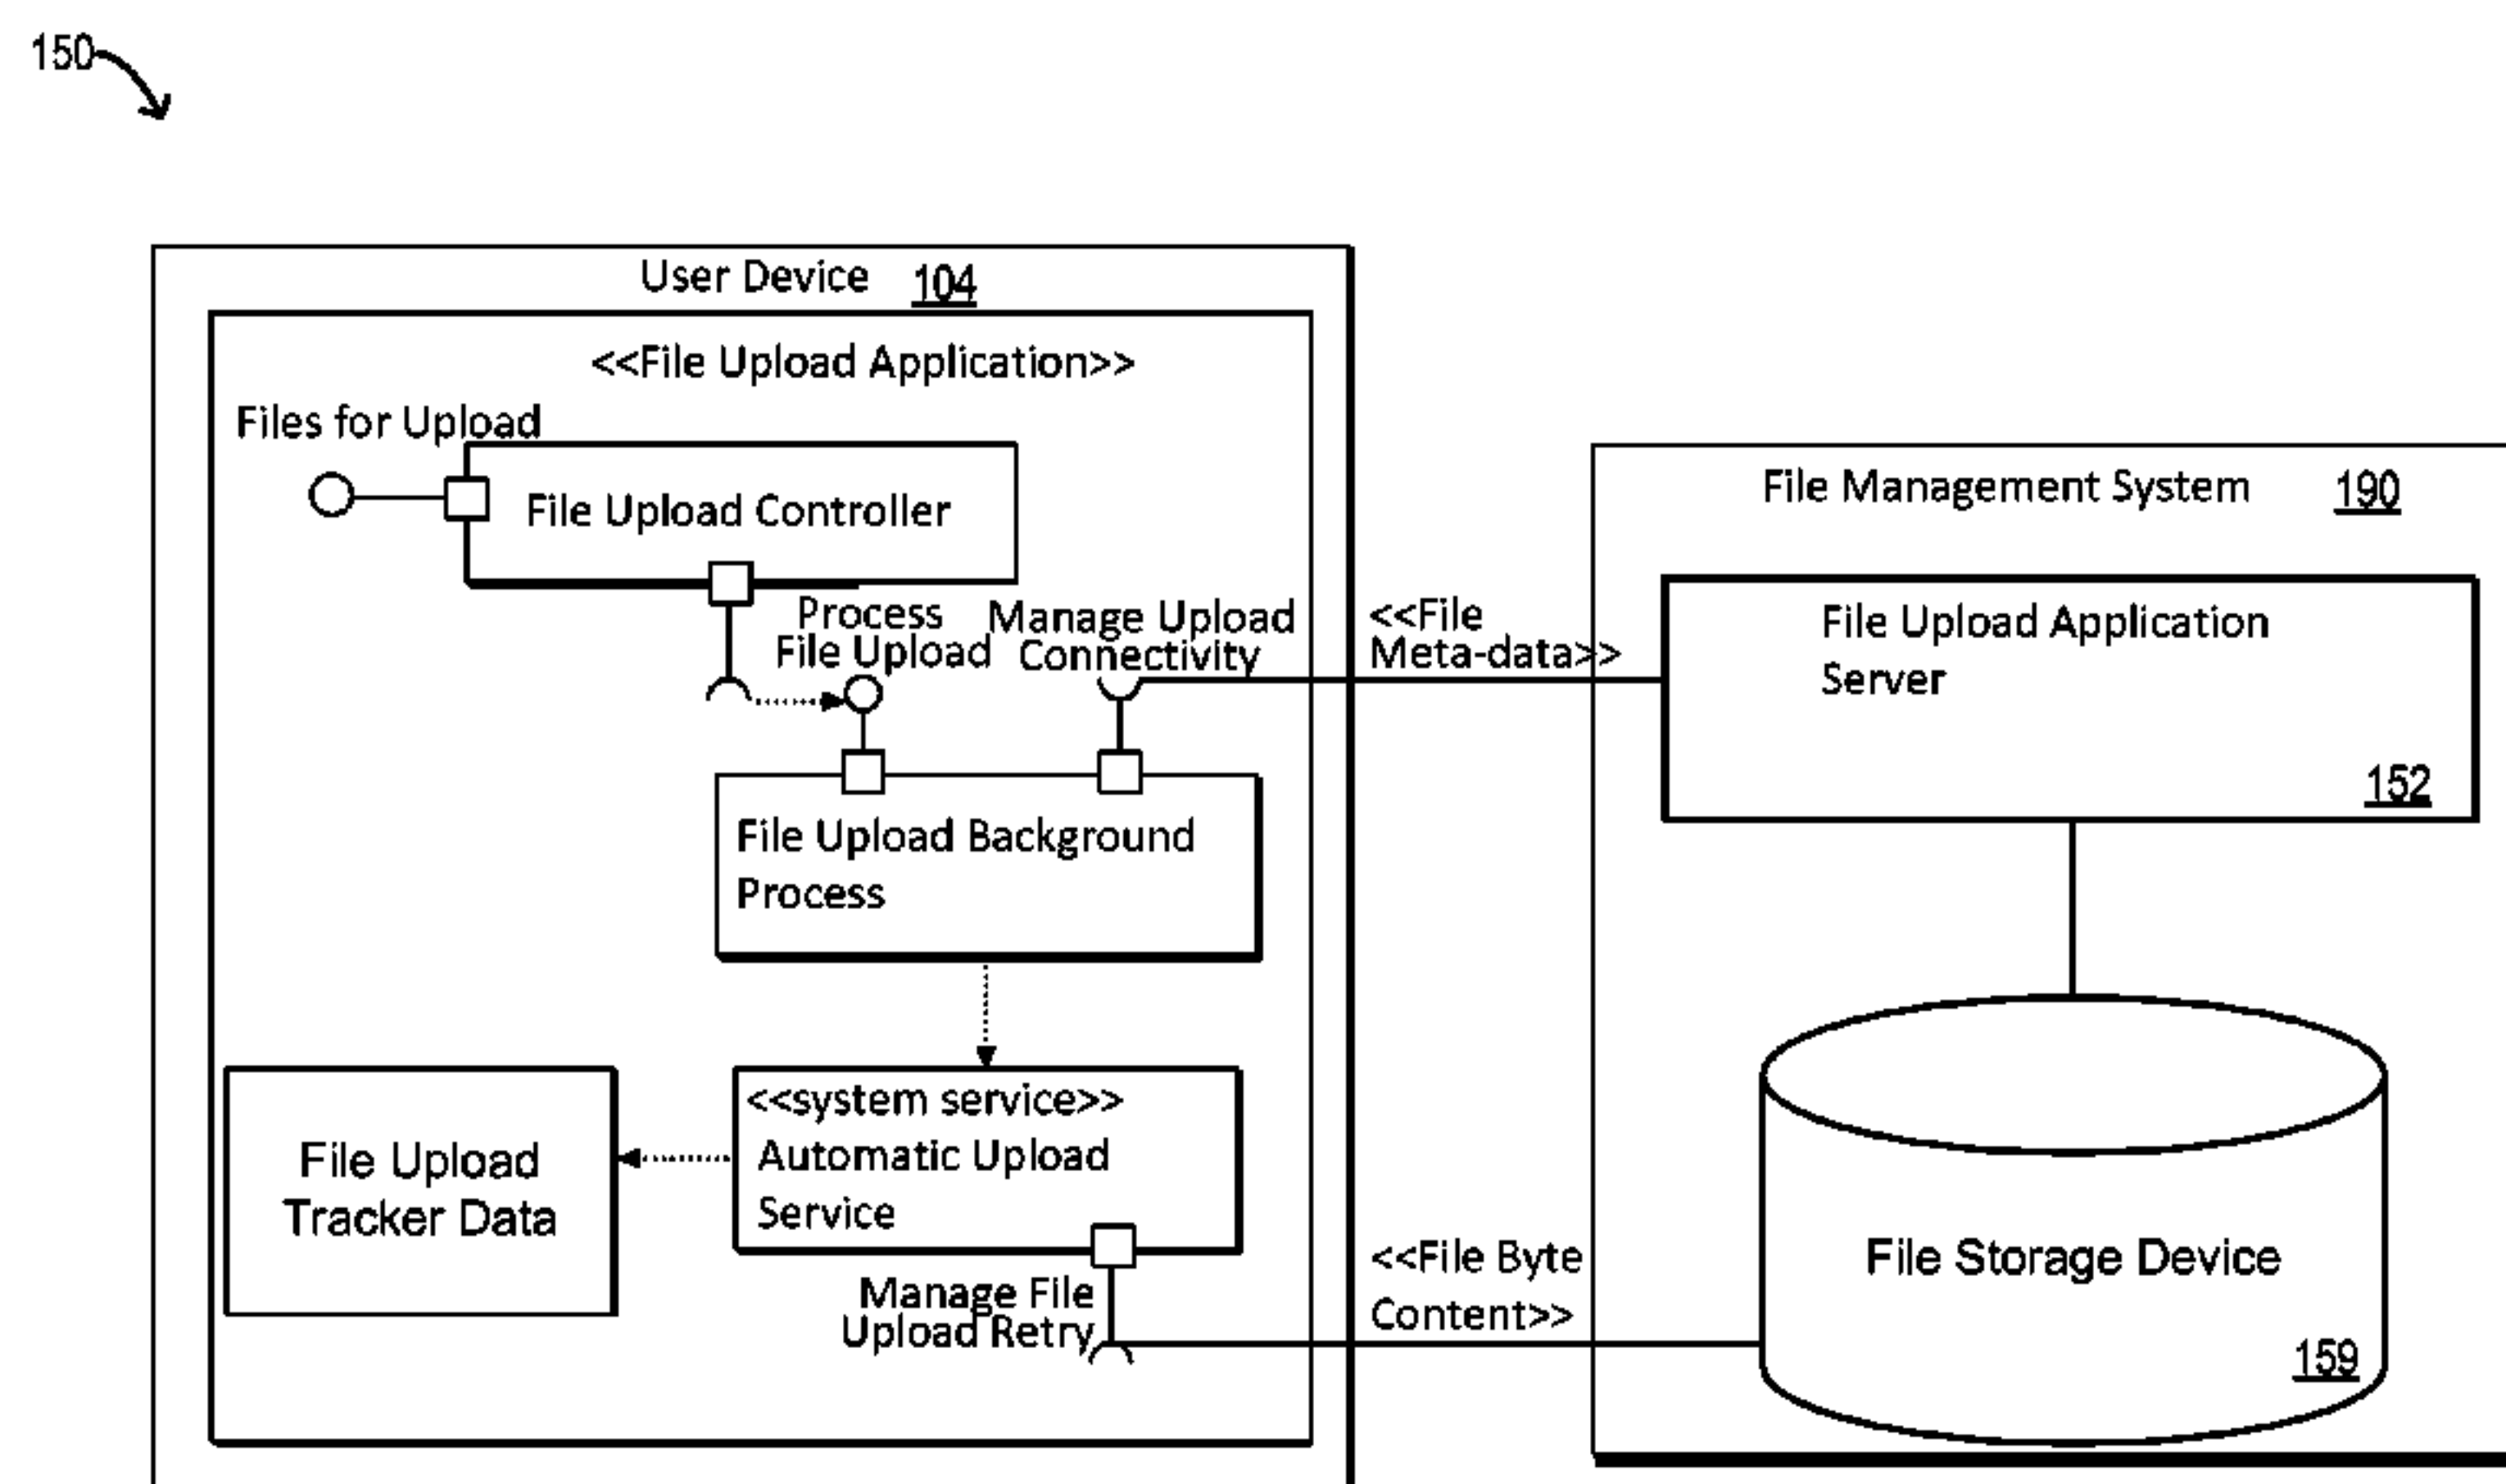 150
User Device 104
<<File Upload Application>>
Files for Upload
File Upload Controller
Process
File Upload
Manage Upload
Connectivity
<<File
Meta-data>>
File Management System 190
File Upload Application
Server
152
File Upload Background
Process
<<system service>>
Automatic Upload
Service
File Upload
Tracker Data
Manage File
Upload Retry
<<File Byte
Content>>
File Storage Device
159